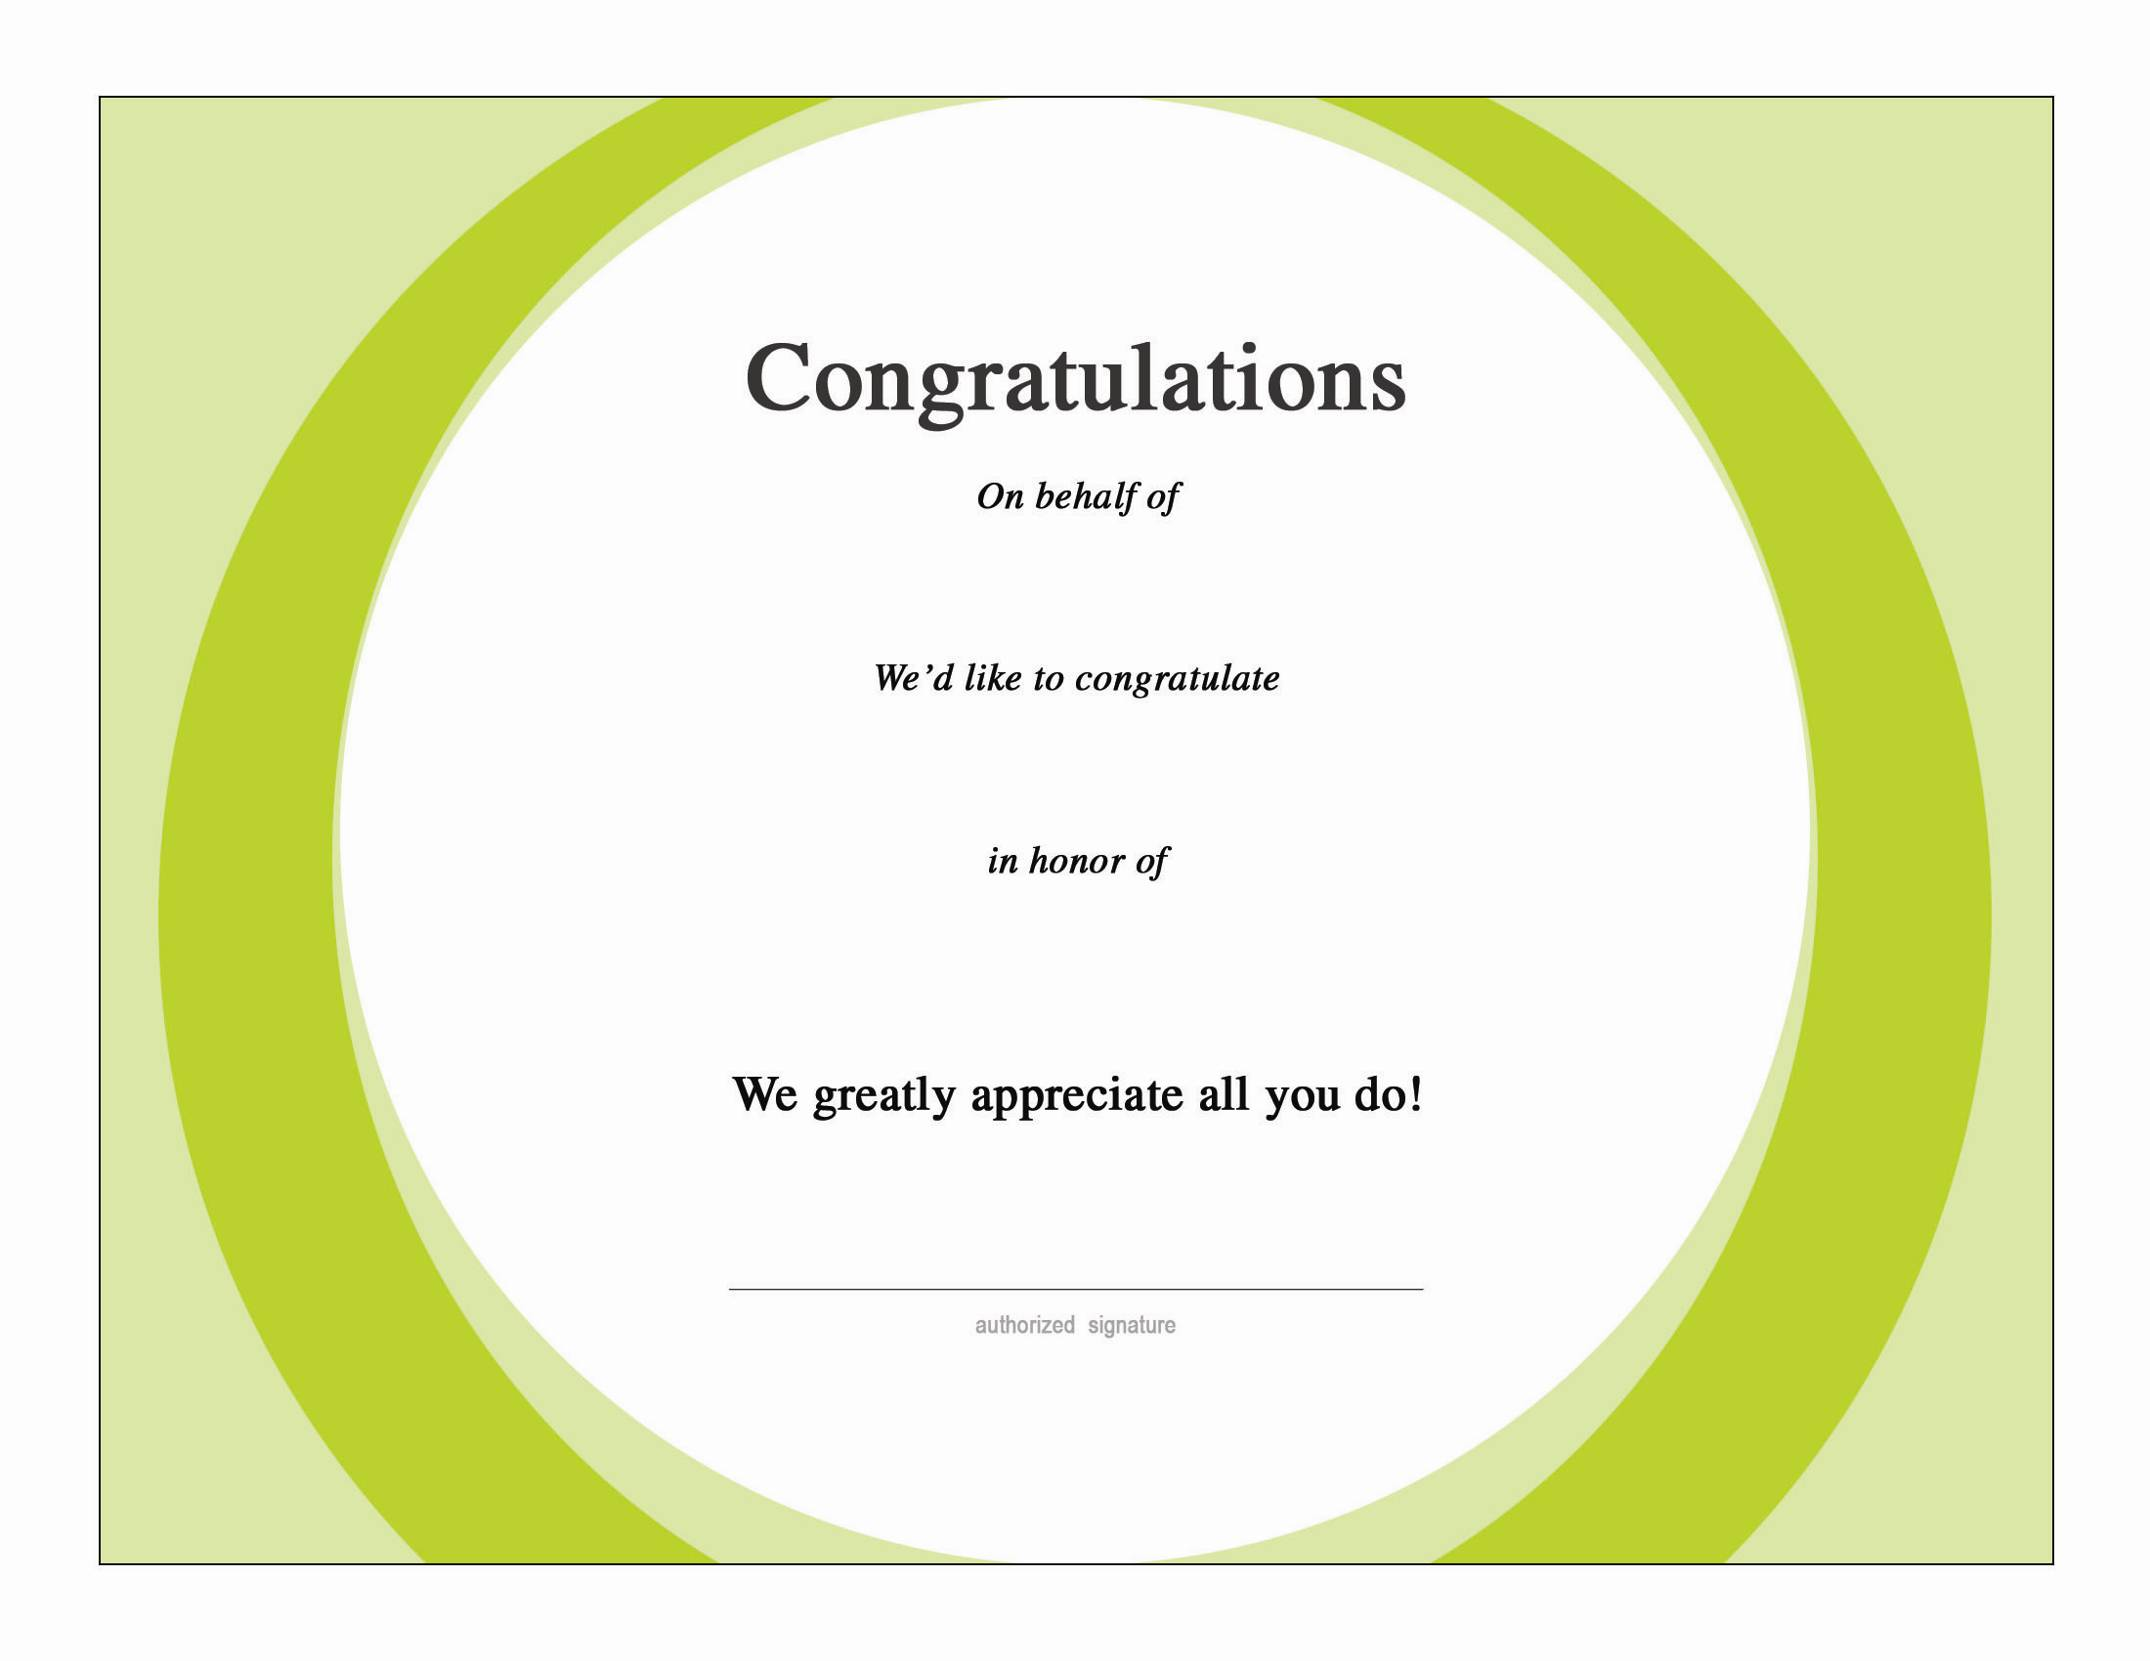 Congratulations
On behalf of
We’d like to congratulate
in honor of
We greatly appreciate all you do!
authorized signature